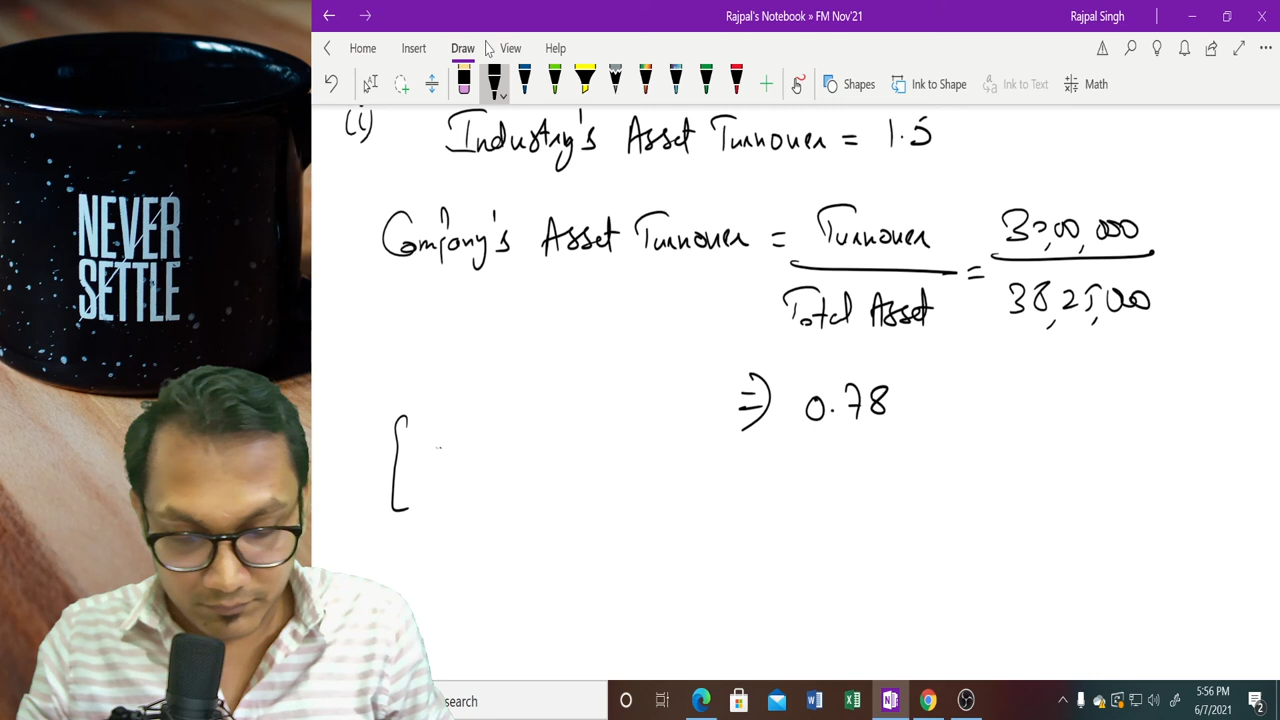 Rajpal's Notebook » FM Nov'21
Rajpal Singh
Home Insert Draw View Help
Shapes Ink to Shape Ink to Text Math
(i) Industry's Asset Turnover = 1.5
Company's Asset Turnover = Turnover / Total Asset = 30,00,000 / 38,25,000
⇒ 0.78
[
NEVER
SETTLE
search
5:56 PM
6/7/2021
2